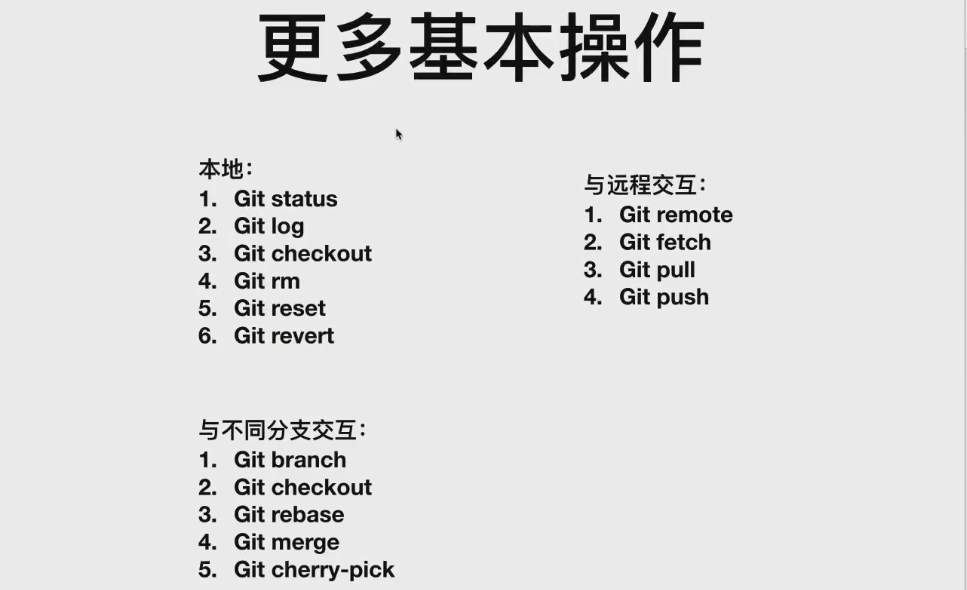 更多基本操作
本地：
1. Git status
2. Git log
3. Git checkout
4. Git rm
5. Git reset
6. Git revert
与远程交互：
1. Git remote
2. Git fetch
3. Git pull
4. Git push
与不同分支交互：
1. Git branch
2. Git checkout
3. Git rebase
4. Git merge
5. Git cherry-pick